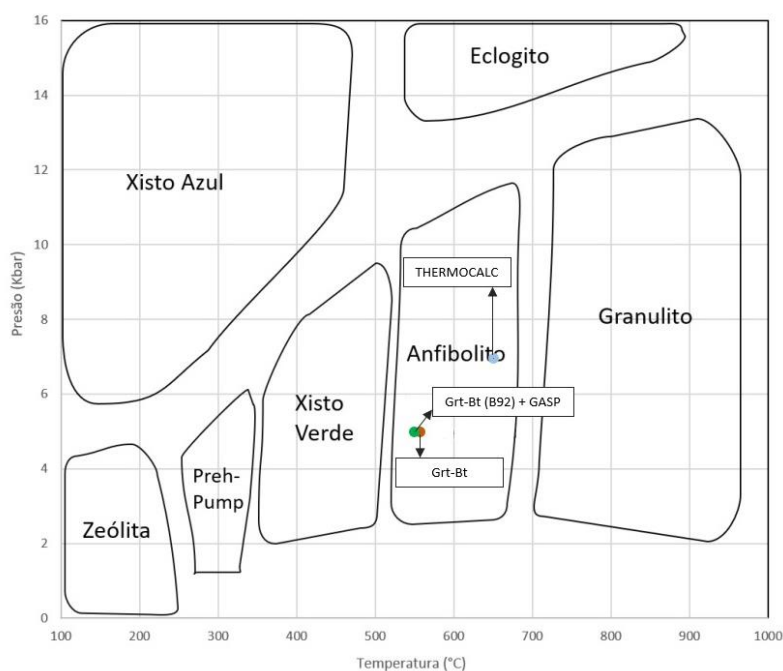 16
14
12
10
8
6
4
2
0
Presão (Kbar)
Eclogito
Xisto Azul
THERMOCALC
Granulito
Anfibolito
Grt-Bt (B92) + GASP
Xisto
Verde
Grt-Bt
Preh-
Pump
Zeólita
100 200 300 400 500 600 700 800 900 1000
Temperatura (°C)